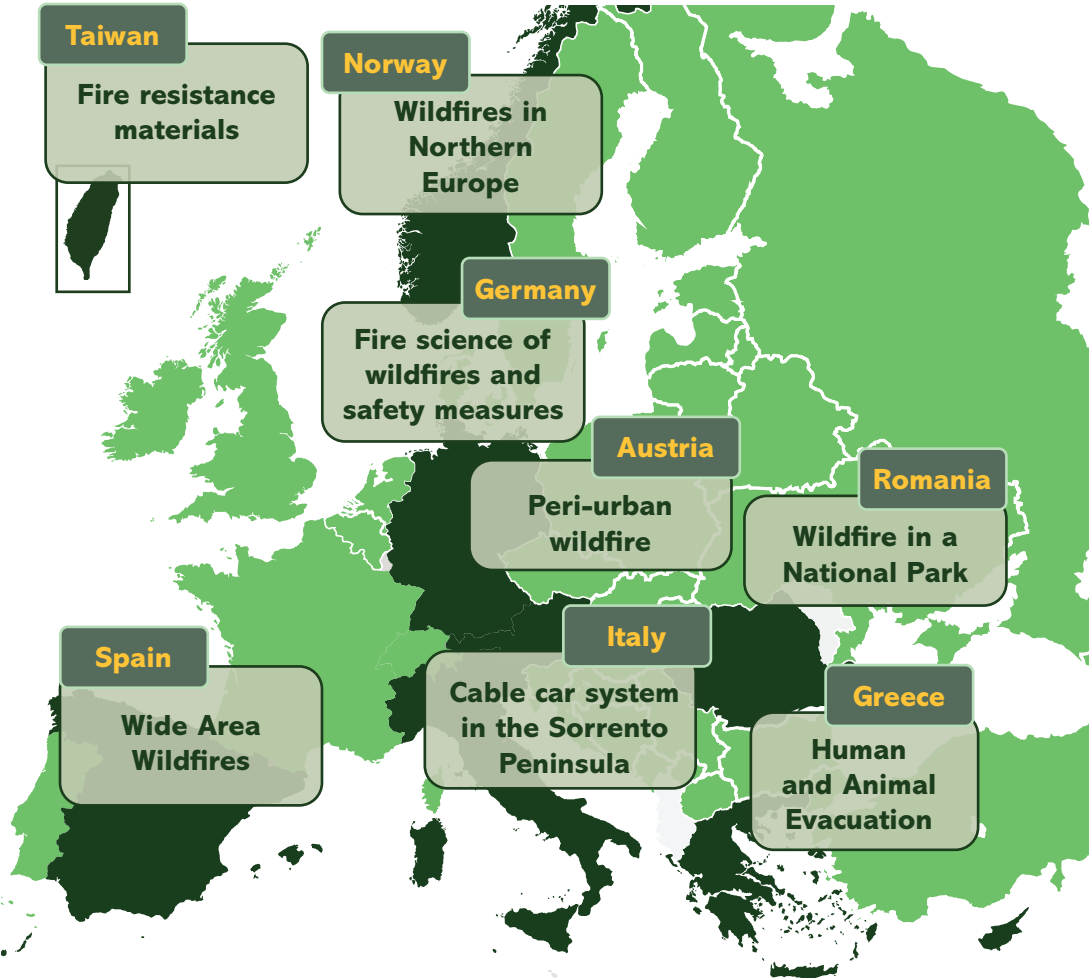 Taiwan
Fire resistance
materials
Norway
Wildfires in
Northern
Europe
Germany
Fire science of
wildfires and
safety measures
Austria
Peri-urban
wildfire
Romania
Wildfire in a
National Park
Spain
Wide Area
Wildfires
Italy
Cable car system
in the Sorrento
Peninsula
Greece
Human
and Animal
Evacuation